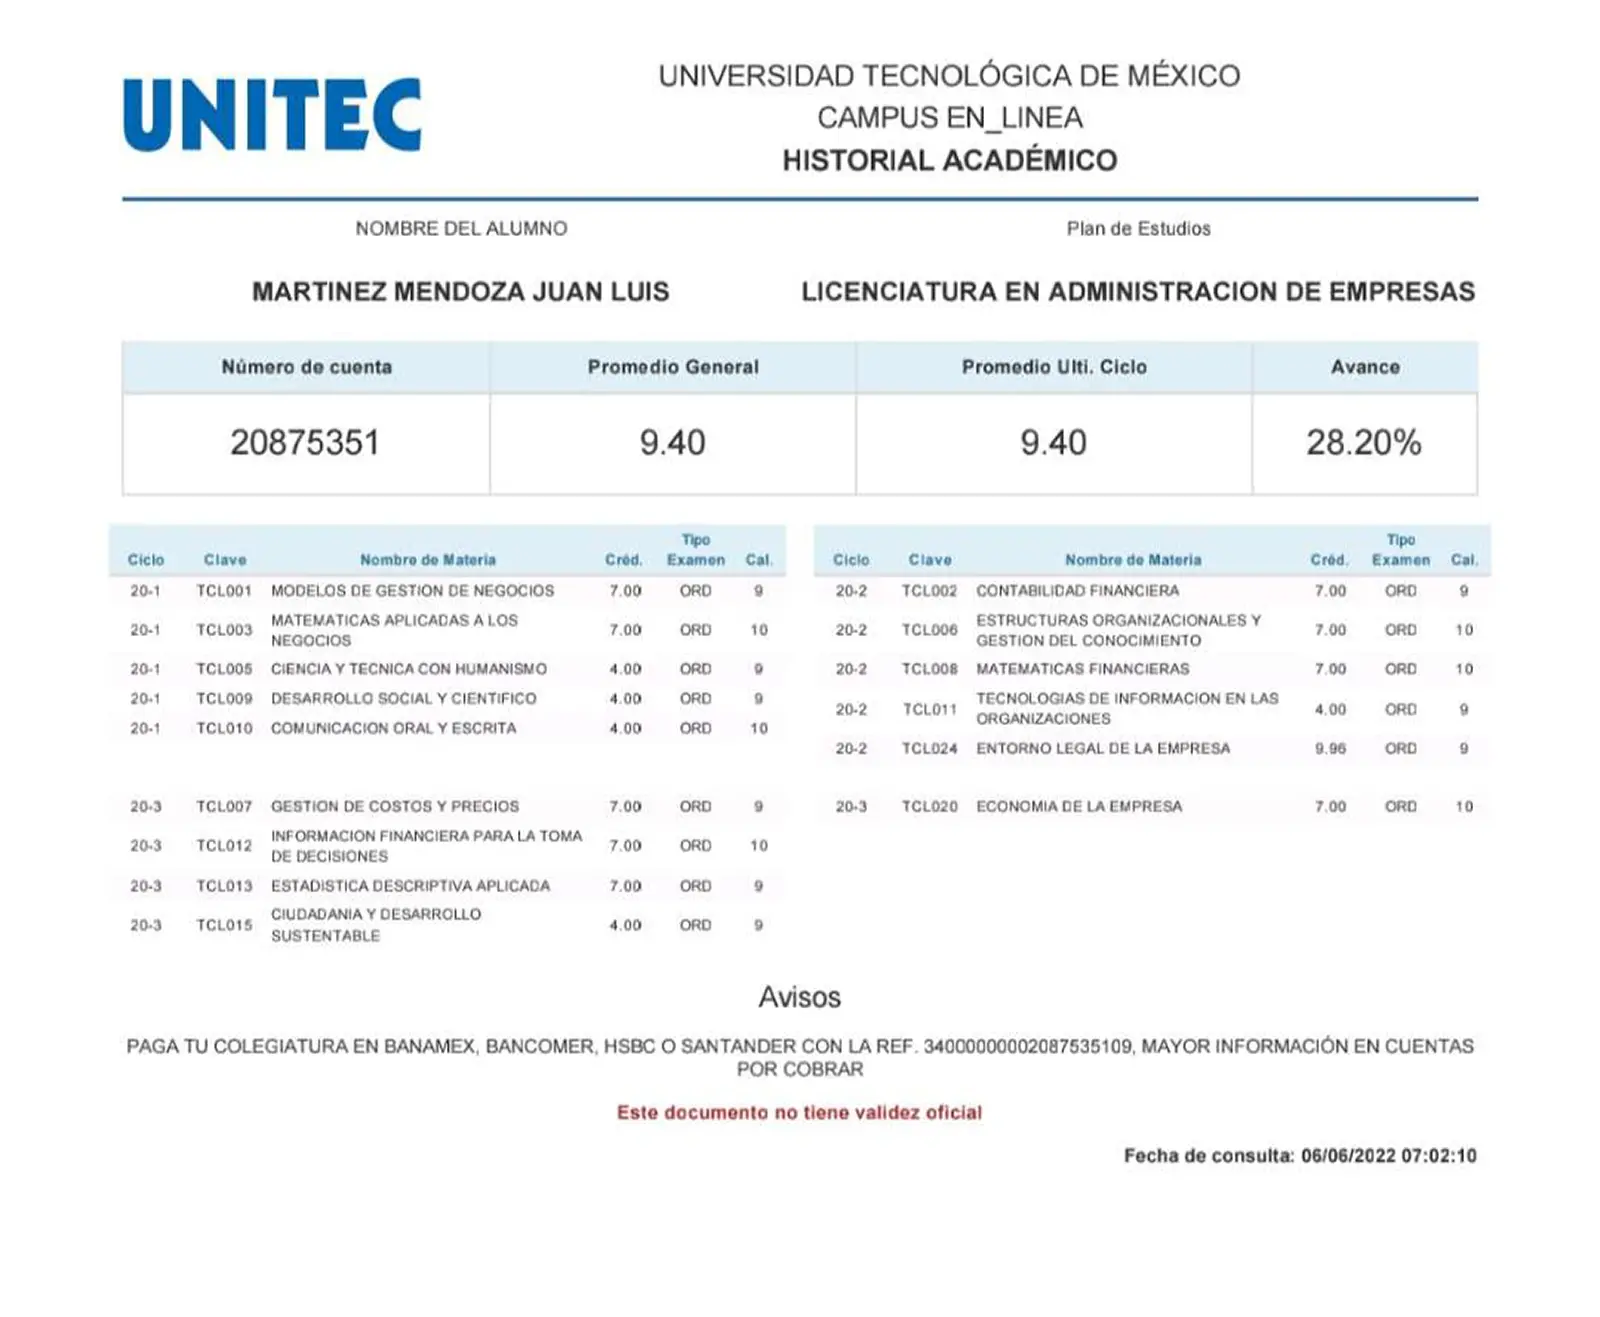 UNITEC
UNIVERSIDAD TECNOLÓGICA DE MÉXICO
CAMPUS EN_LINEA
HISTORIAL ACADÉMICO
NOMBRE DEL ALUMNO
Plan de Estudios
MARTINEZ MENDOZA JUAN LUIS
LICENCIATURA EN ADMINISTRACION DE EMPRESAS
Número de cuenta Promedio General Promedio Ulti. Ciclo Avance
20875351 9.40 9.40 28.20%
Ciclo Clave Nombre de Materia Créd. Tipo Examen Cal.
20-1 TCL001 MODELOS DE GESTION DE NEGOCIOS 7.00 ORD 9
20-1 TCL003 MATEMATICAS APLICADAS A LOS
NEGOCIOS 7.00 ORD 10
20-1 TCL005 CIENCIA Y TECNICA CON HUMANISMO 4.00 ORD 9
20-1 TCL009 DESARROLLO SOCIAL Y CIENTIFICO 4.00 ORD 9
20-1 TCL010 COMUNICACION ORAL Y ESCRITA 4.00 ORD 10
20-3 TCL007 GESTION DE COSTOS Y PRECIOS 7.00 ORD 9
20-3 TCL012 INFORMACION FINANCIERA PARA LA TOMA
DE DECISIONES 7.00 ORD 10
20-3 TCL013 ESTADISTICA DESCRIPTIVA APLICADA 7.00 ORD 9
20-3 TCL015 CIUDADANIA Y DESARROLLO
SUSTENTABLE 4.00 ORD 9
Ciclo Clave Nombre de Materia Créd. Tipo Examen Cal.
20-2 TCL002 CONTABILIDAD FINANCIERA 7.00 ORD 9
20-2 TCL006 ESTRUCTURAS ORGANIZACIONALES Y
GESTION DEL CONOCIMIENTO 7.00 ORD 10
20-2 TCL008 MATEMATICAS FINANCIERAS 7.00 ORD 10
20-2 TCL011 TECNOLOGIAS DE INFORMACION EN LAS
ORGANIZACIONES 4.00 ORD 9
20-2 TCL024 ENTORNO LEGAL DE LA EMPRESA 9.96 ORD 9
20-3 TCL020 ECONOMIA DE LA EMPRESA 7.00 ORD 10
Avisos
PAGA TU COLEGIATURA EN BANAMEX, BANCOMER, HSBC O SANTANDER CON LA REF. 34000000002087535109, MAYOR INFORMACIÓN EN CUENTAS
POR COBRAR
Este documento no tiene validez oficial
Fecha de consulta: 06/06/2022 07:02:10